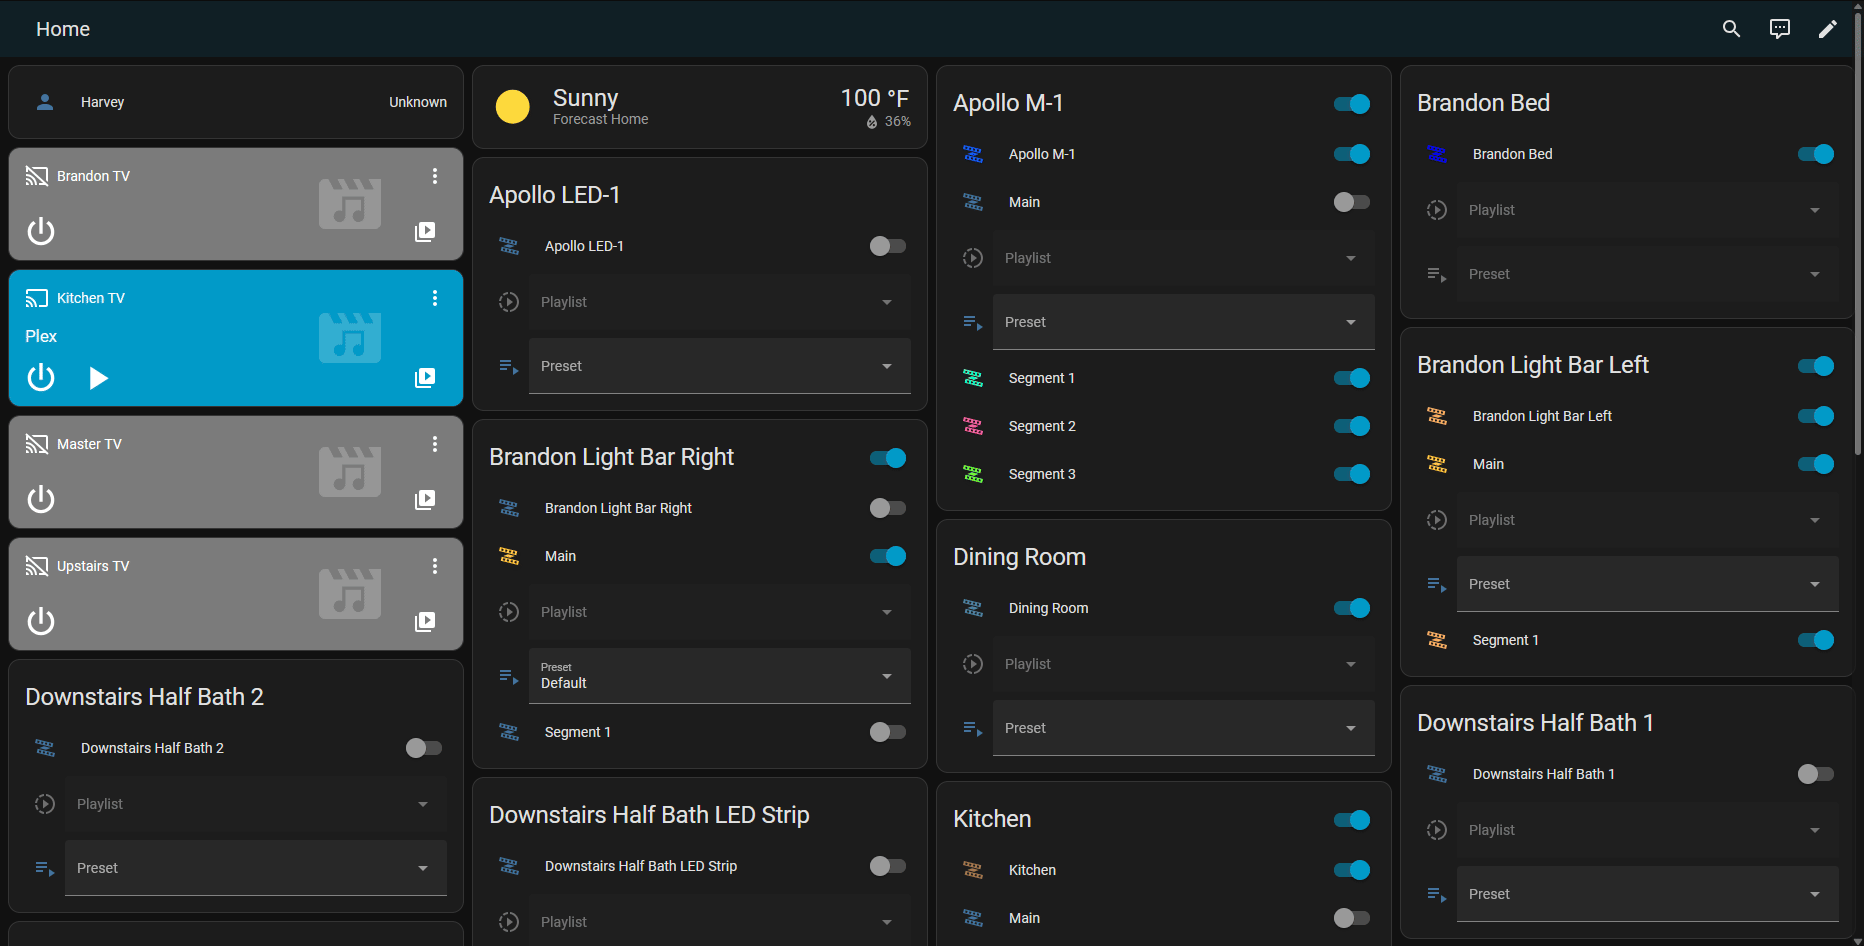 Home
Harvey
Unknown
Brandon TV
Kitchen TV
Plex
Master TV
Upstairs TV
Downstairs Half Bath 2
Downstairs Half Bath 2
Playlist
Preset
Sunny
100 °F
Forecast Home
36%
Apollo LED-1
Apollo LED-1
Playlist
Preset
Brandon Light Bar Right
Brandon Light Bar Right
Main
Playlist
Preset
Default
Segment 1
Downstairs Half Bath LED Strip
Downstairs Half Bath LED Strip
Playlist
Apollo M-1
Apollo M-1
Main
Playlist
Preset
Segment 1
Segment 2
Segment 3
Dining Room
Dining Room
Playlist
Preset
Kitchen
Kitchen
Main
Brandon Bed
Brandon Bed
Playlist
Preset
Brandon Light Bar Left
Brandon Light Bar Left
Main
Playlist
Preset
Segment 1
Downstairs Half Bath 1
Downstairs Half Bath 1
Playlist
Preset